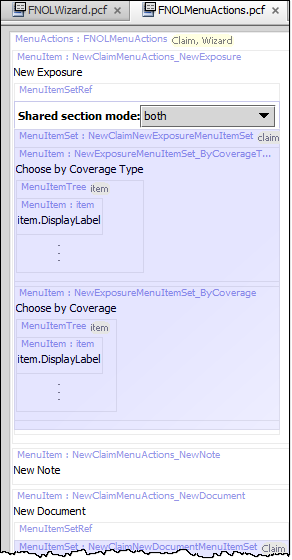 FNOLWizard.pcf FNOLMenuActions.pcf
MenuActions : FNOLMenuActions Claim, Wizard
MenuItem : NewClaimMenuActions_NewExposure
New Exposure
MenuItemSetRef
Shared section mode: both
MenuItemSet : NewClaimNewExposureMenuItemSet claim
MenuItem : NewExposureMenuItemSet_ByCoverageT...
Choose by Coverage Type
MenuItemTree item
MenuItem : item
item.DisplayLabel
.
.
.
MenuItem : NewExposureMenuItemSet_ByCoverage
Choose by Coverage
MenuItemTree item
MenuItem : item
item.DisplayLabel
.
.
.
MenuItem : NewClaimMenuActions_NewNote
New Note
MenuItem : NewClaimMenuActions_NewDocument
New Document
MenuItemSetRef
MenuItemSet : NewClaimNewDocumentMenuItemSet Claim